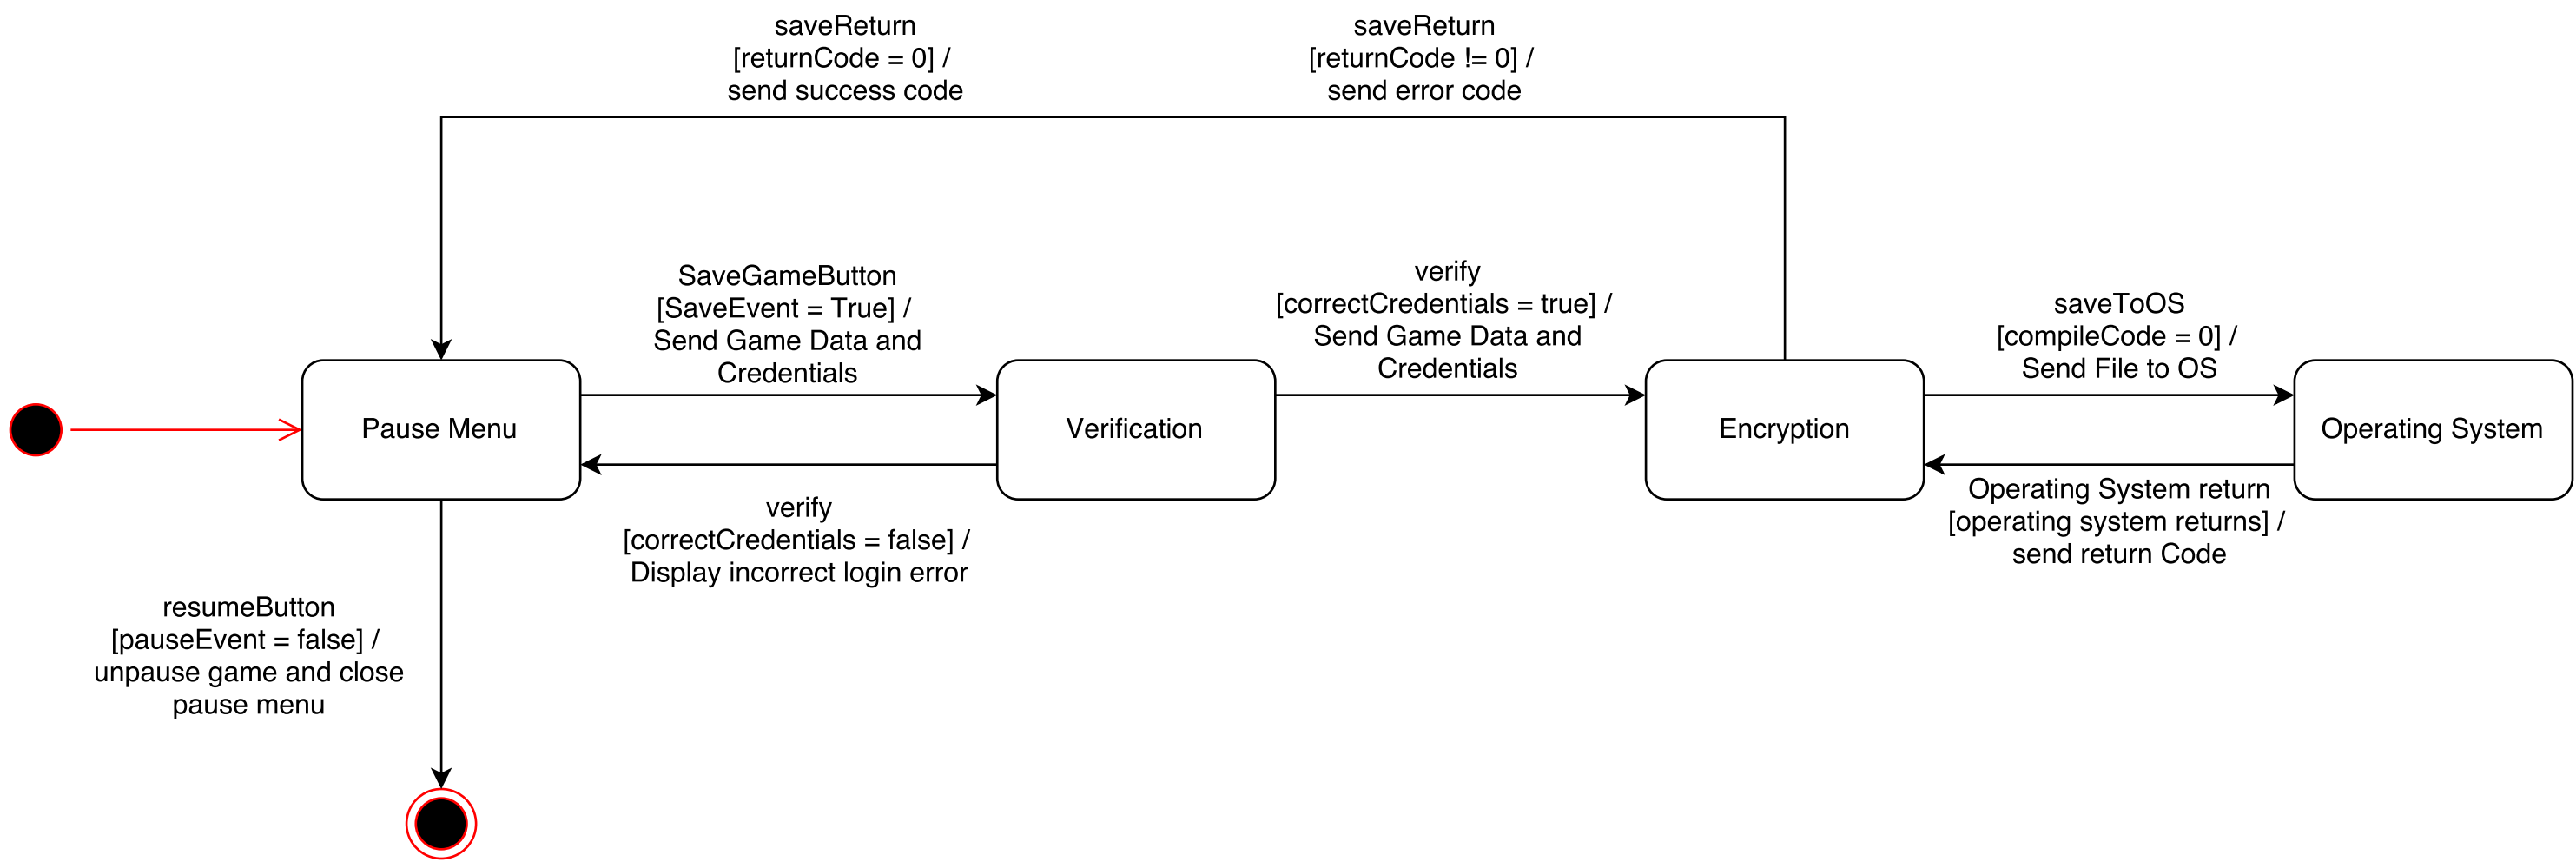 saveReturn
[returnCode = 0] /
send success code
saveReturn
[returnCode != 0] /
send error code
SaveGameButton
[SaveEvent = True] /
Send Game Data and
Credentials
verify
[correctCredentials = true] /
Send Game Data and
Credentials
saveToOS
[compileCode = 0] /
Send File to OS
Pause Menu
Verification
Encryption
Operating System
verify
[correctCredentials = false] /
Display incorrect login error
Operating System return
[operating system returns] /
send return Code
resumeButton
[pauseEvent = false] /
unpause game and close
pause menu